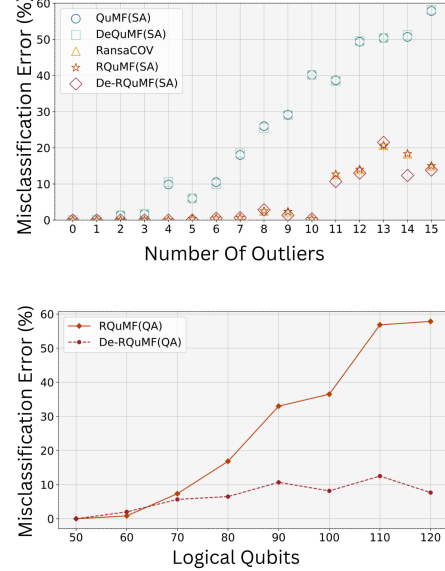 60
50
40
30
20
10
0
Misclassification Error (%)
QuMF(SA)
DeQuMF(SA)
RansaCOV
RQuMF(SA)
De-RQuMF(SA)
0 1 2 3 4 5 6 7 8 9 10 11 12 13 14 15
Number Of Outliers
60
50
40
30
20
10
0
Misclassification Error (%)
RQuMF(QA)
De-RQuMF(QA)
50 60 70 80 90 100 110 120
Logical Qubits